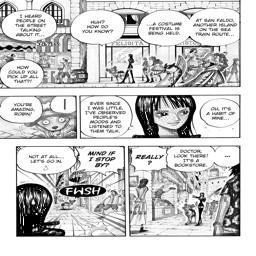 AT SAN FALDO,
ANOTHER ISLAND
ON THE SEA
TRAIN ROUTE...
...A COSTUME
FESTIVAL IS
BEING HELD.
HUH?
HOW DO
YOU KNOW?
I HEARD
PEOPLE ON
THE STREET
TALKING
ABOUT IT...
HOW
COULD YOU
PICK UP ALL
THAT?!
OH, IT'S
A HABIT OF
MINE...
EVER SINCE
I WAS LITTLE,
I'VE OBSERVED
PEOPLE'S
MOODS AND
LISTENED TO
THEM TALK.
YOU'RE
AMAZING,
ROBIN!
...
DOCTOR,
LOOK THERE!
IT'S A
BOOKSTORE.
REALLY
?
MIND IF
I STOP
BY?
NOT AT ALL...
LET'S GO IN.
FWSH